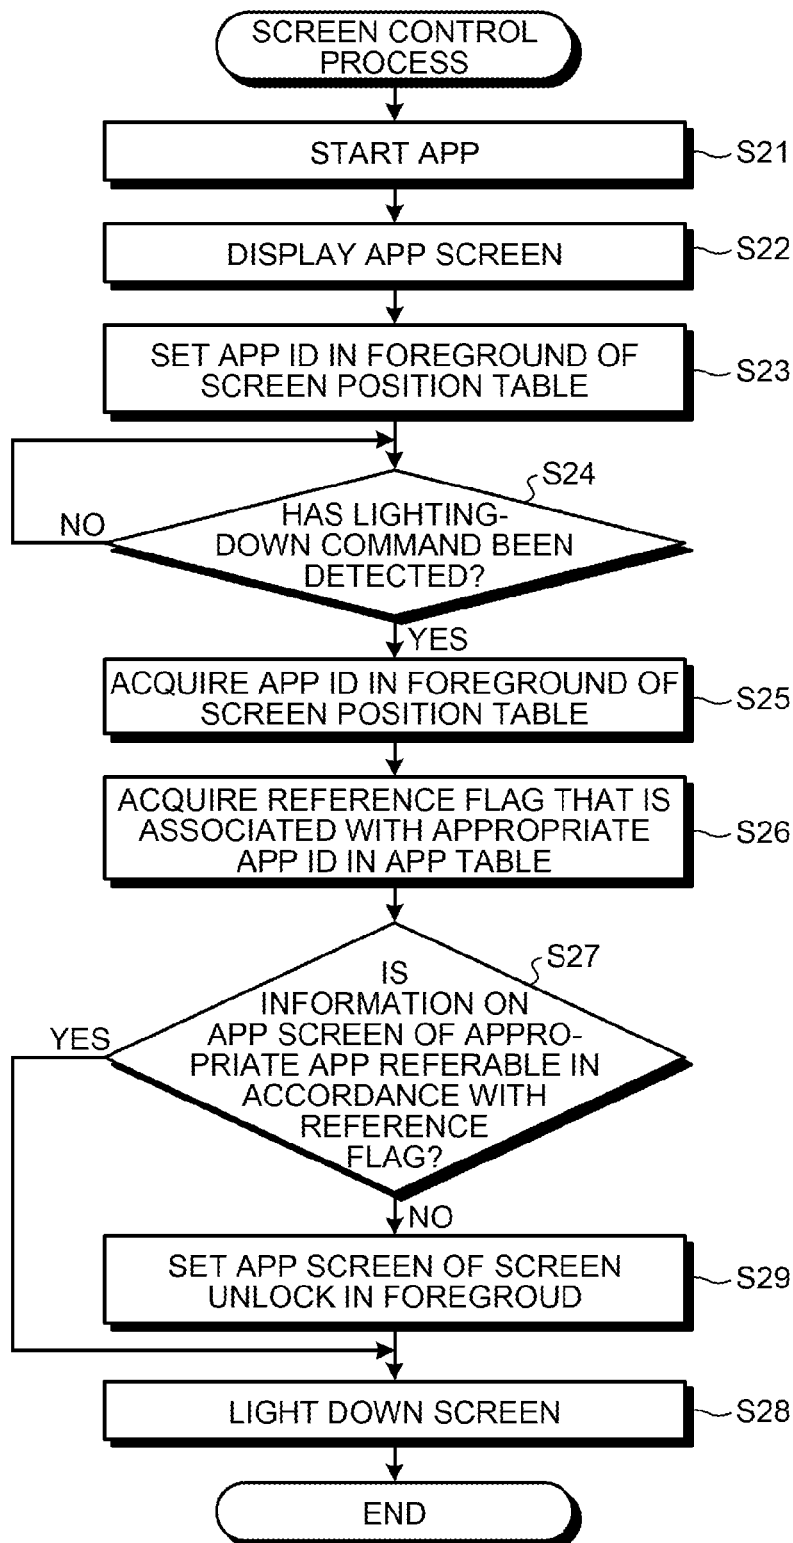 SCREEN CONTROL
PROCESS
START APP
S21
DISPLAY APP SCREEN
S22
SET APP ID IN FOREGROUND OF
SCREEN POSITION TABLE
S23
S24
HAS LIGHTING-
DOWN COMMAND BEEN
DETECTED?
NO
YES
ACQUIRE APP ID IN FOREGROUND OF
SCREEN POSITION TABLE
S25
ACQUIRE REFERENCE FLAG THAT IS
ASSOCIATED WITH APPROPRIATE
APP ID IN APP TABLE
S26
S27
IS
INFORMATION ON
APP SCREEN OF APPRO-
PRIATE APP REFERABLE IN
ACCORDANCE WITH
REFERENCE
FLAG?
YES
NO
SET APP SCREEN OF SCREEN
UNLOCK IN FOREGROUD
S29
LIGHT DOWN SCREEN
S28
END